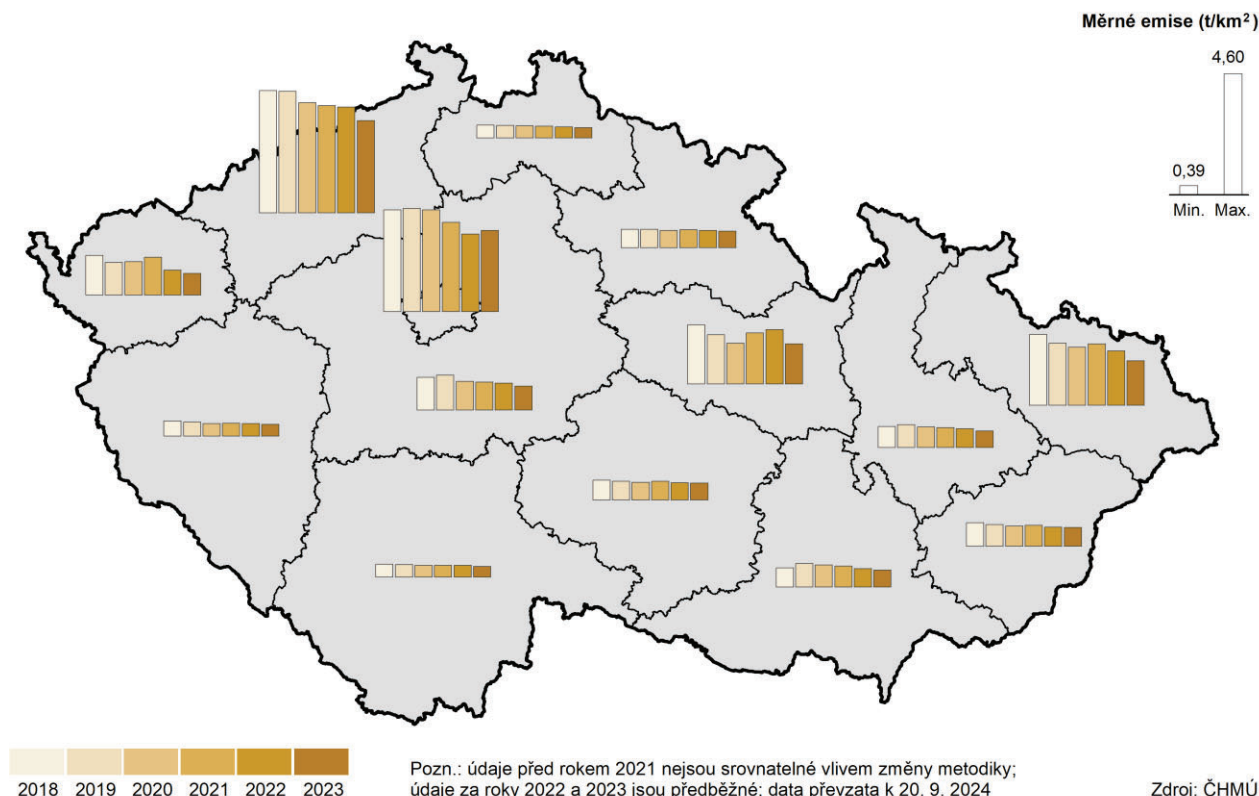 Měrné emise (t/km²)
4,60
0,39
Min. Max.
2018 2019 2020 2021 2022 2023
Pozn.: údaje před rokem 2021 nejsou srovnatelné vlivem změny metodiky;
údaje za roky 2022 a 2023 jsou předběžné; data převzata k 20. 9. 2024
Zdroj: ČHMÚ